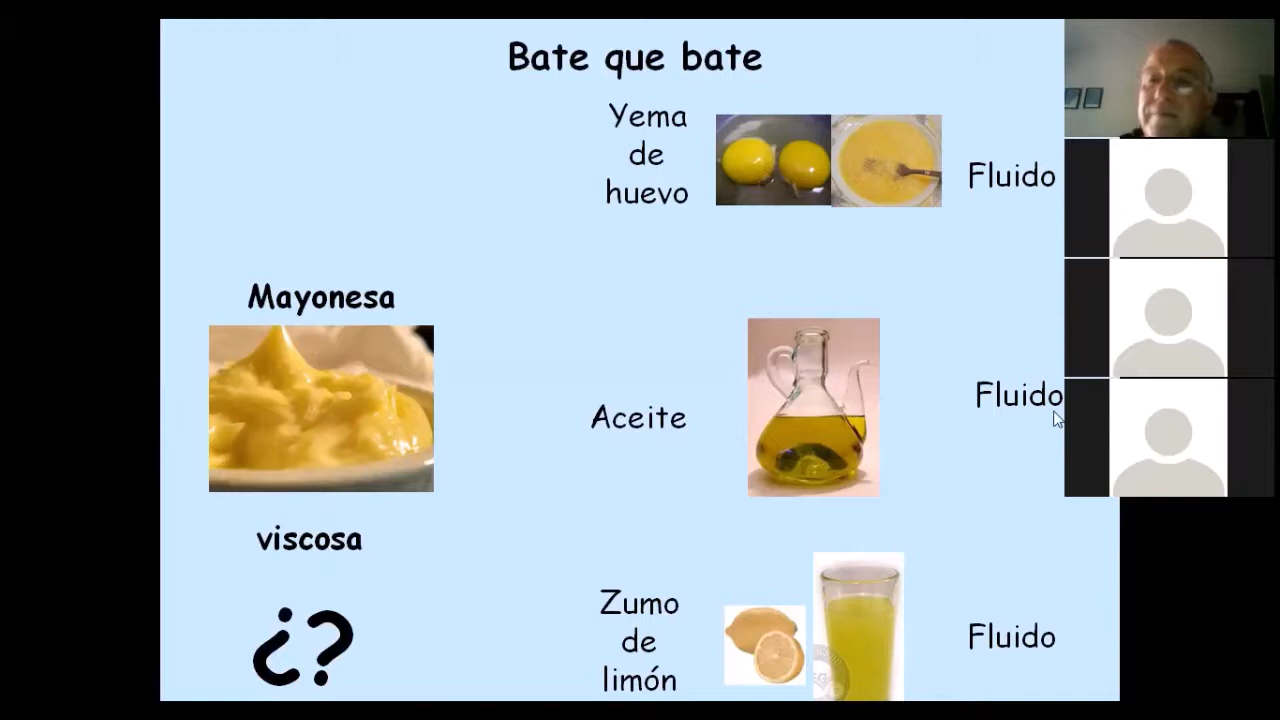 Bate que bate
Yema
de
huevo
Fluido
Mayonesa
Aceite
Fluido
viscosa
¿?
Zumo
de
limón
Fluido